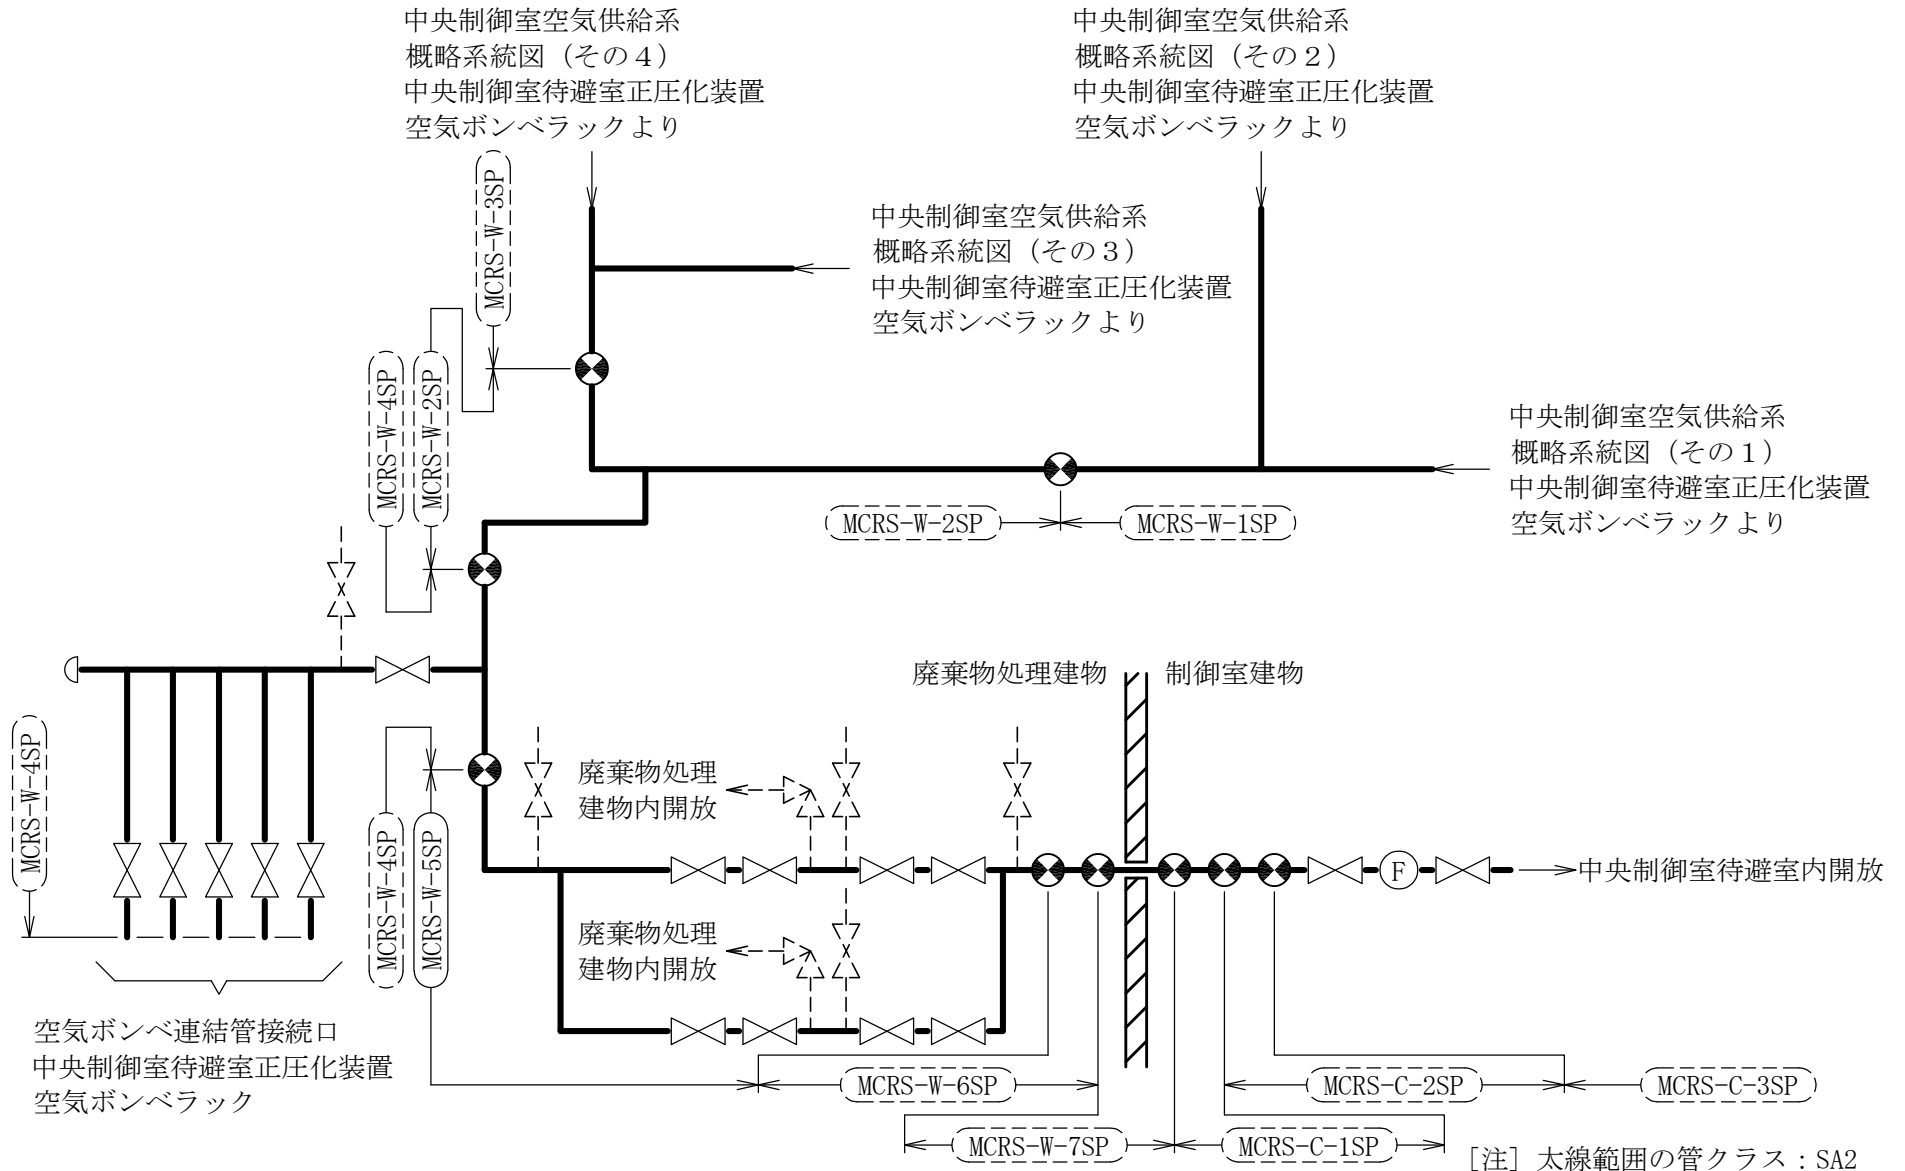 中央制御室空気供給系
概略系統図（その４）
中央制御室待避室正圧化装置
空気ボンベラックより
中央制御室空気供給系
概略系統図（その２）
中央制御室待避室正圧化装置
空気ボンベラックより
MCRS-W-3SP
中央制御室空気供給系
概略系統図（その３）
中央制御室待避室正圧化装置
空気ボンベラックより
MCRS-W-4SP
MCRS-W-2SP
中央制御室空気供給系
概略系統図（その１）
中央制御室待避室正圧化装置
空気ボンベラックより
MCRS-W-2SP
MCRS-W-1SP
廃棄物処理建物
制御室建物
MCRS-W-4SP
廃棄物処理
建物内開放
MCRS-W-4SP
MCRS-W-5SP
F
中央制御室待避室内開放
廃棄物処理
建物内開放
空気ボンベ連結管接続口
中央制御室待避室正圧化装置
空気ボンベラック
MCRS-W-6SP
MCRS-C-2SP
MCRS-C-3SP
MCRS-W-7SP
MCRS-C-1SP
［注］太線範囲の管クラス：SA2